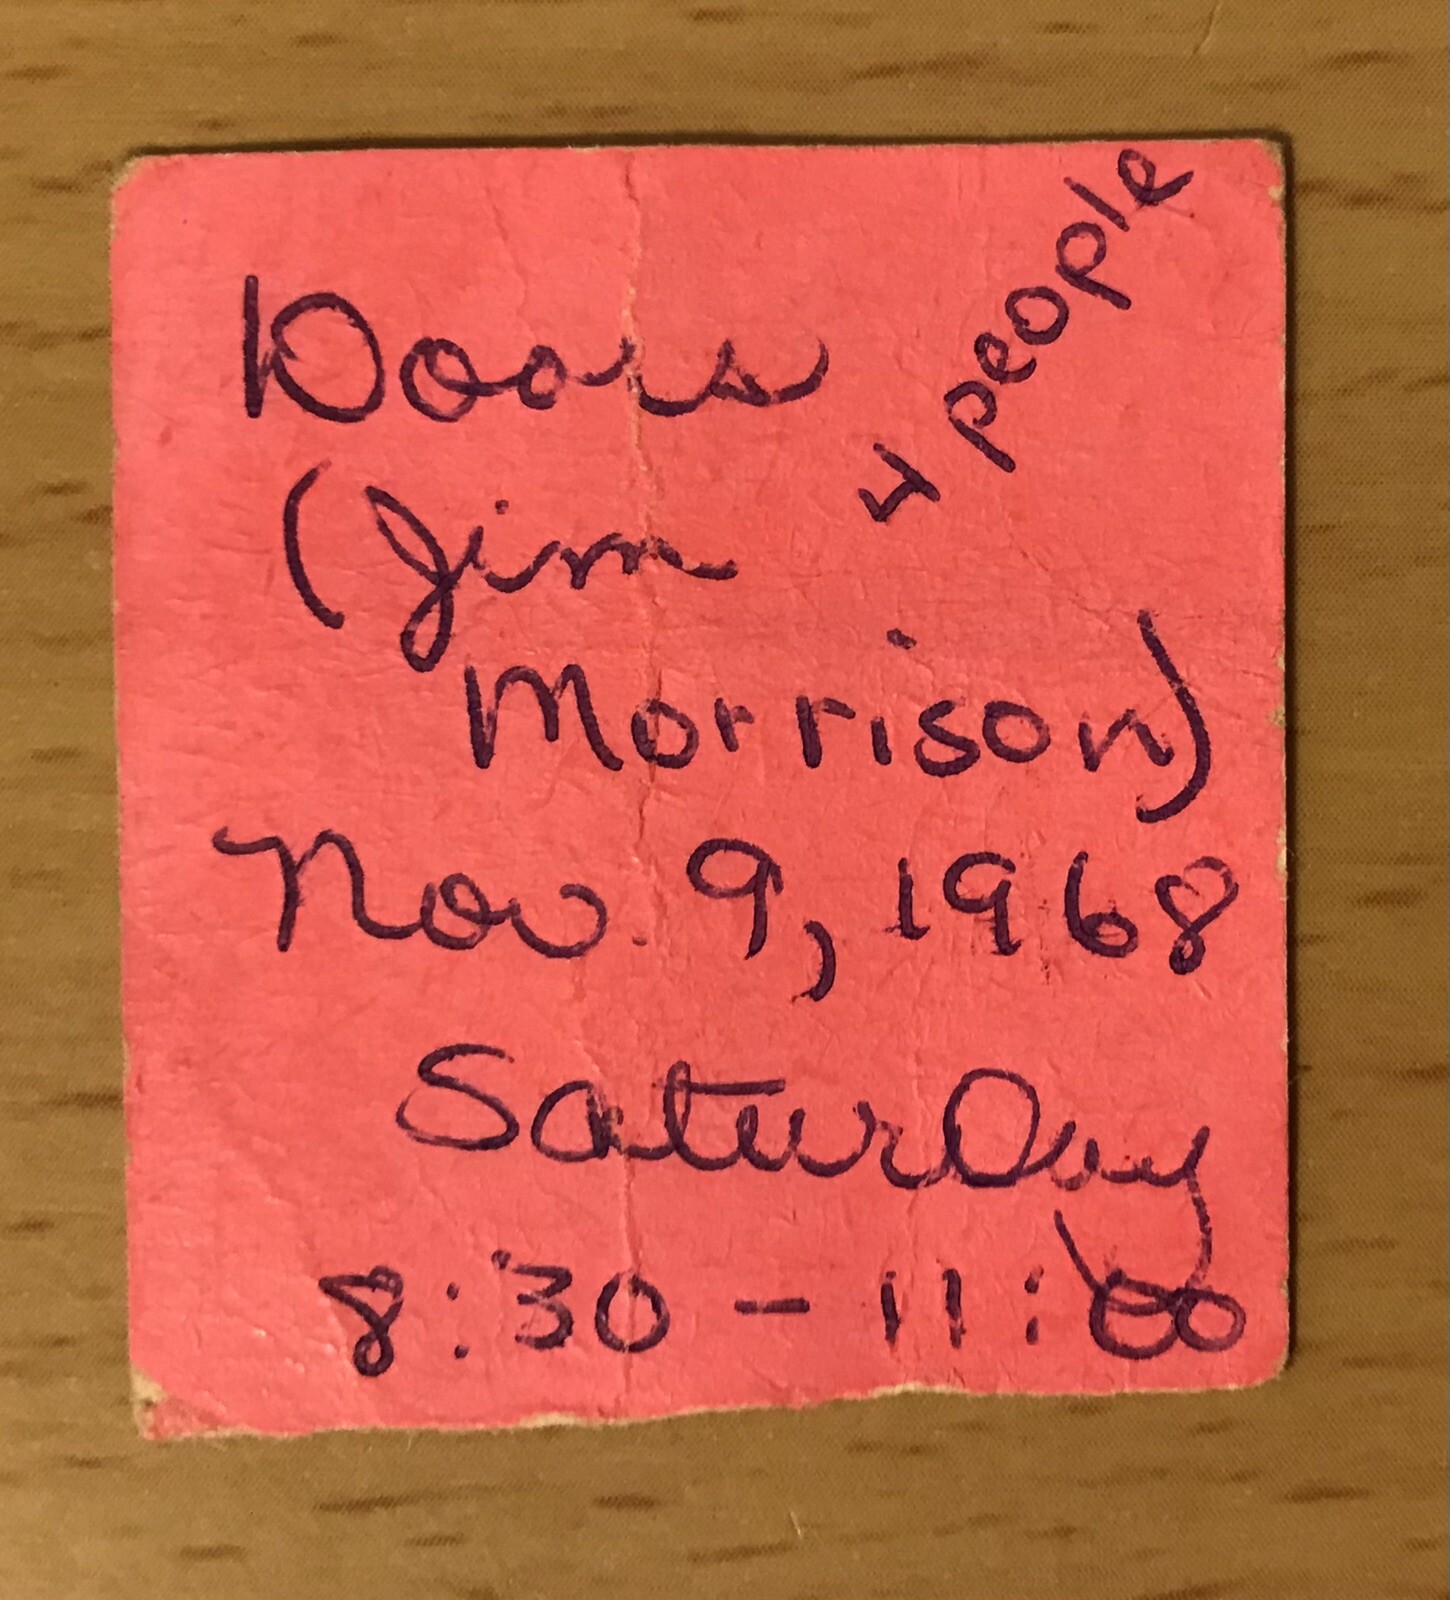 4 people
Doors
(Jim
Morrison)
Nov. 9, 1968
Saturday
8:30 - 11:00